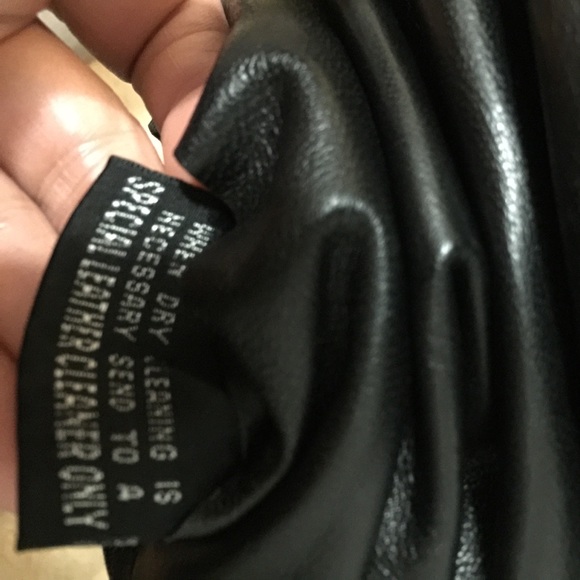 WHEN DRY CLEANING IS
NECESSARY SEND TO A
SPECIAL LEATHER CLEANER ONLY